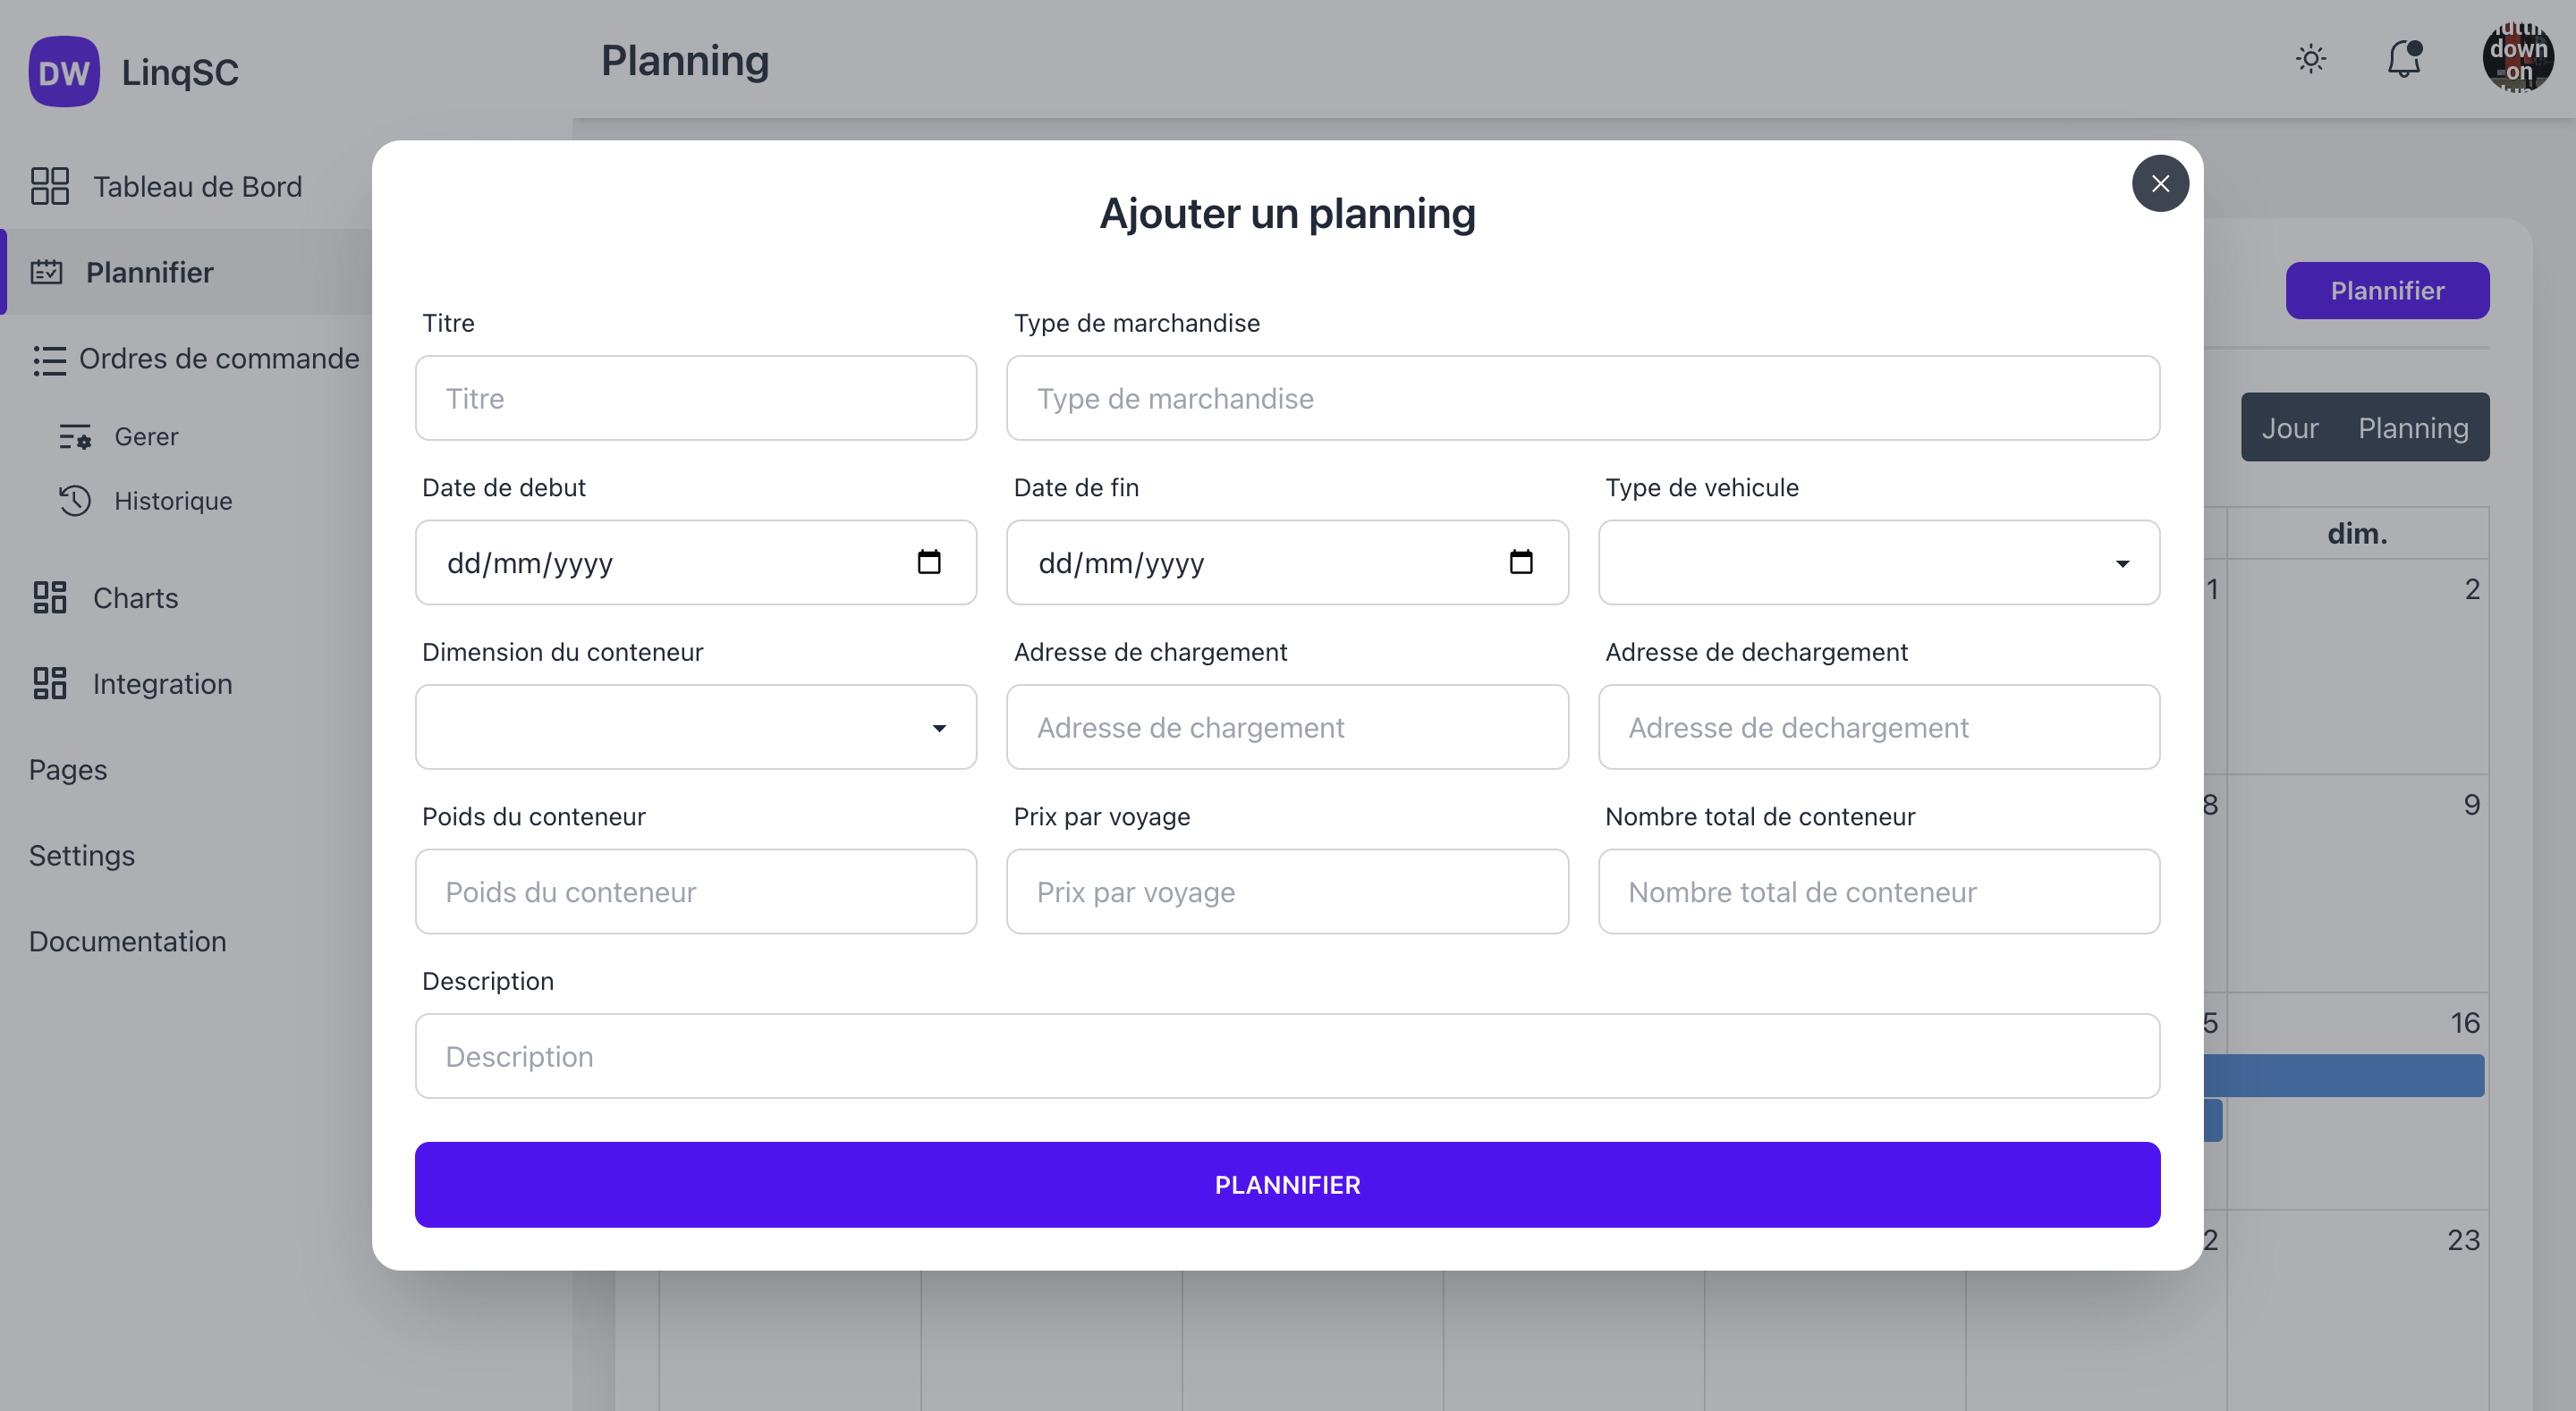 DW LinqSC
Planning
down
on
Tableau de Bord
Plannifier
Ordres de commande
Gerer
Historique
Charts
Integration
Pages
Settings
Documentation
Ajouter un planning
Titre
Type de marchandise
Titre
Type de marchandise
Date de debut
Date de fin
Type de vehicule
dd/mm/yyyy
dd/mm/yyyy
Dimension du conteneur
Adresse de chargement
Adresse de dechargement
Adresse de chargement
Adresse de dechargement
Poids du conteneur
Prix par voyage
Nombre total de conteneur
Poids du conteneur
Prix par voyage
Nombre total de conteneur
Description
Description
PLANNIFIER
Plannifier
Jour Planning
dim.
1 2
8 9
5 16
2 23